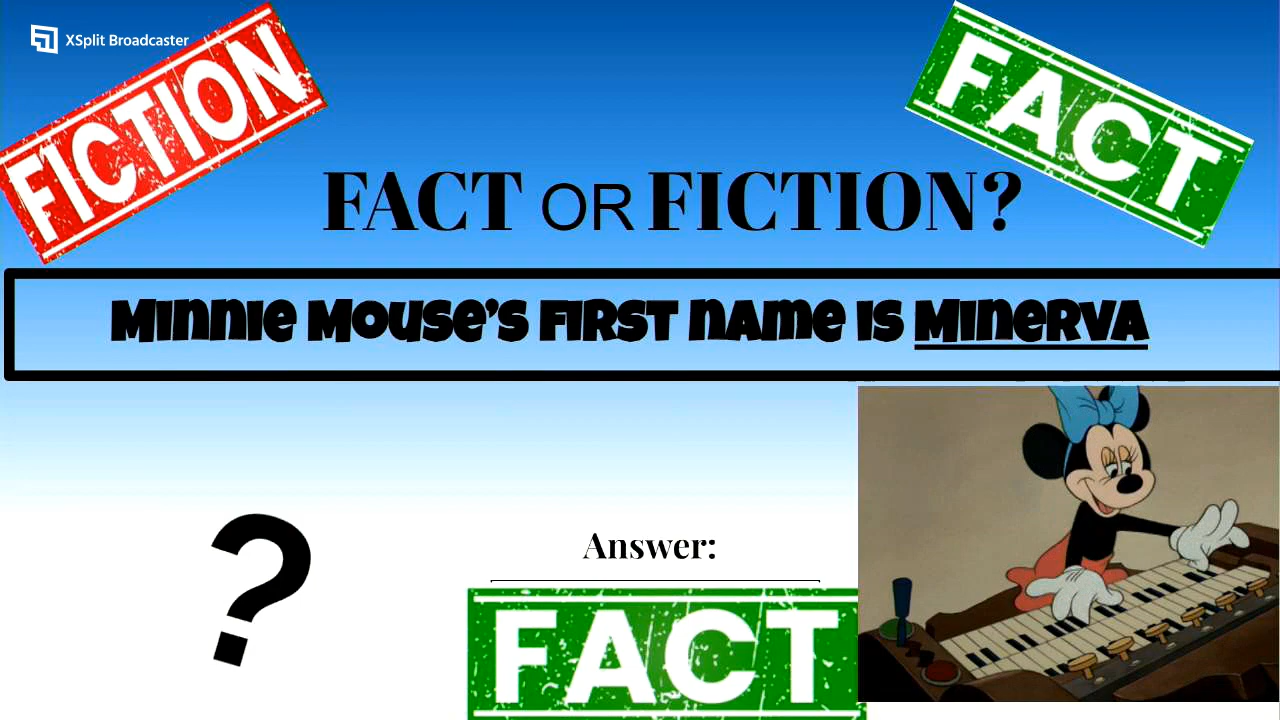 XSplit Broadcaster
FICTION
FACT
FACT OR FICTION?
Minnie Mouse's First name is Minerva
Answer:
FACT
?